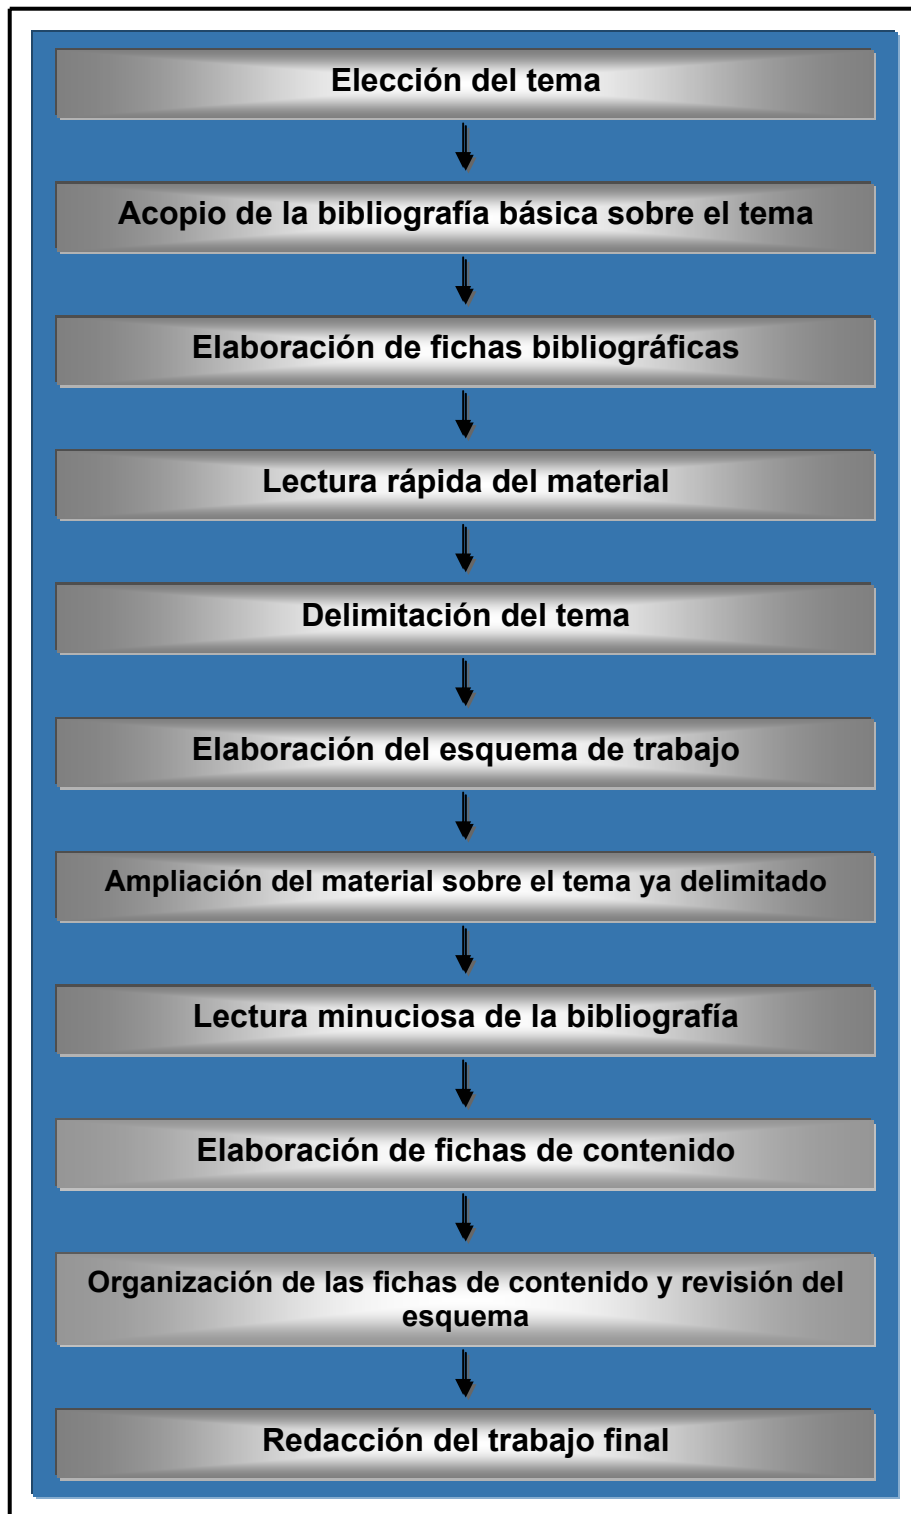 Elección del tema
Acopio de la bibliografía básica sobre el tema
Elaboración de fichas bibliográficas
Lectura rápida del material
Delimitación del tema
Elaboración del esquema de trabajo
Ampliación del material sobre el tema ya delimitado
Lectura minuciosa de la bibliografía
Elaboración de fichas de contenido
Organización de las fichas de contenido y revisión del
esquema
Redacción del trabajo final